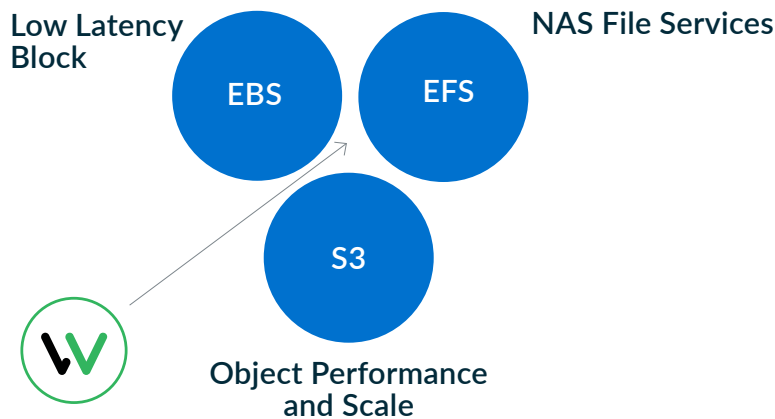 Low Latency
Block
NAS File Services
EBS
EFS
S3
Object Performance
and Scale